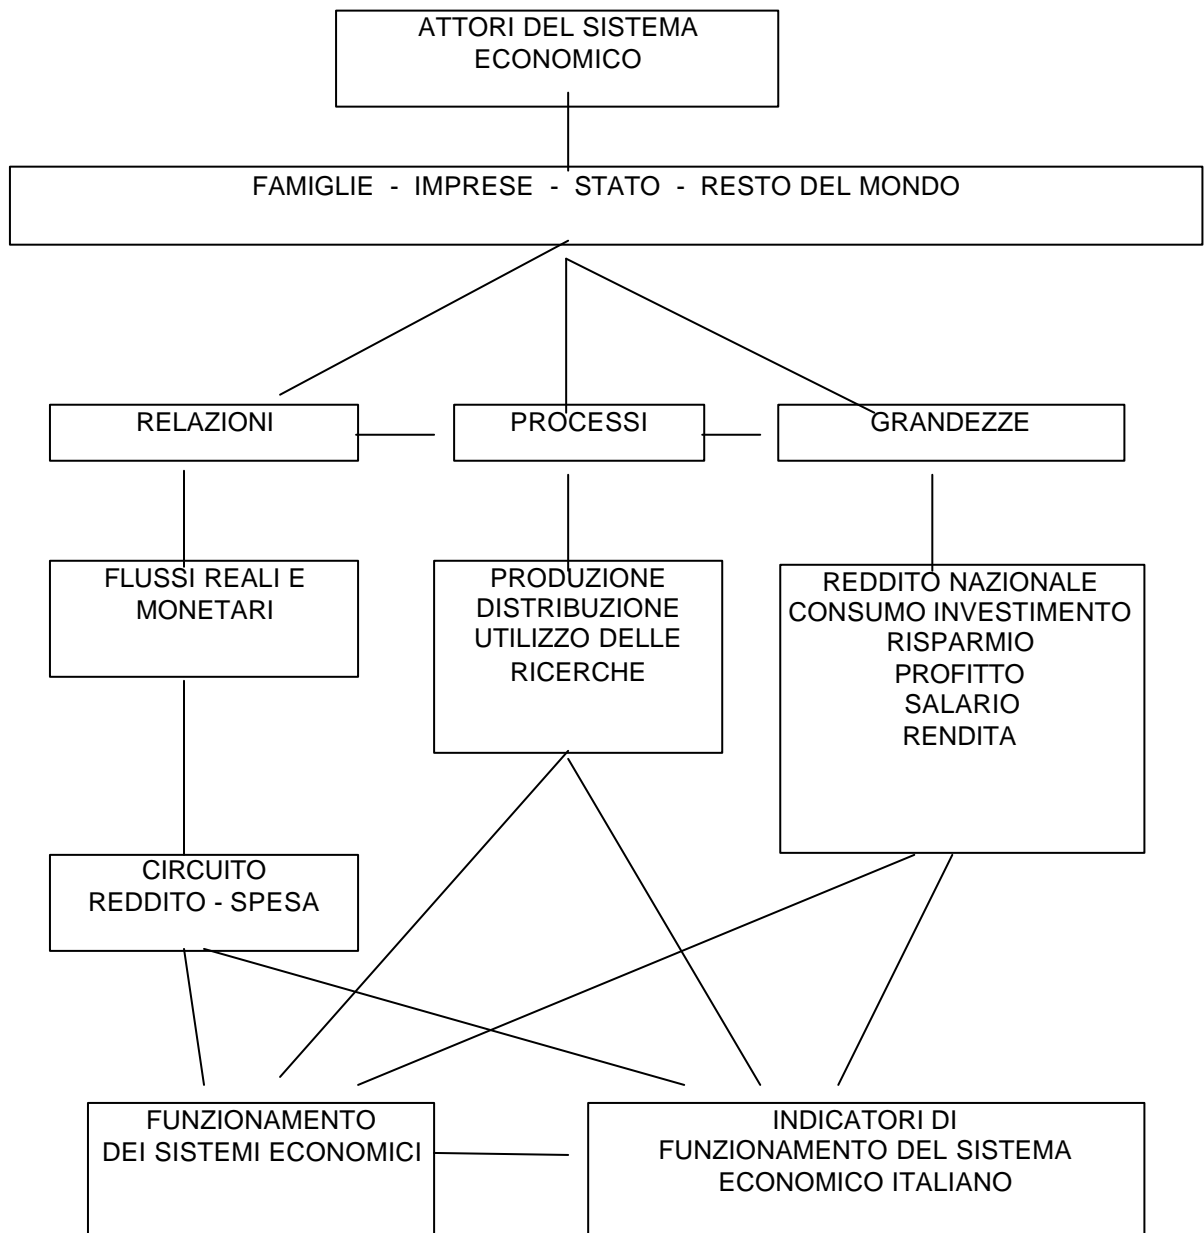 ATTORI DEL SISTEMA
ECONOMICO
FAMIGLIE - IMPRESE - STATO - RESTO DEL MONDO
RELAZIONI
PROCESSI
GRANDEZZE
FLUSSI REALI E
MONETARI
PRODUZIONE
DISTRIBUZIONE
UTILIZZO DELLE
RICERCHE
REDDITO NAZIONALE
CONSUMO INVESTIMENTO
RISPARMIO
PROFITTO
SALARIO
RENDITA
CIRCUITO
REDDITO - SPESA
FUNZIONAMENTO
DEI SISTEMI ECONOMICI
INDICATORI DI
FUNZIONAMENTO DEL SISTEMA
ECONOMICO ITALIANO